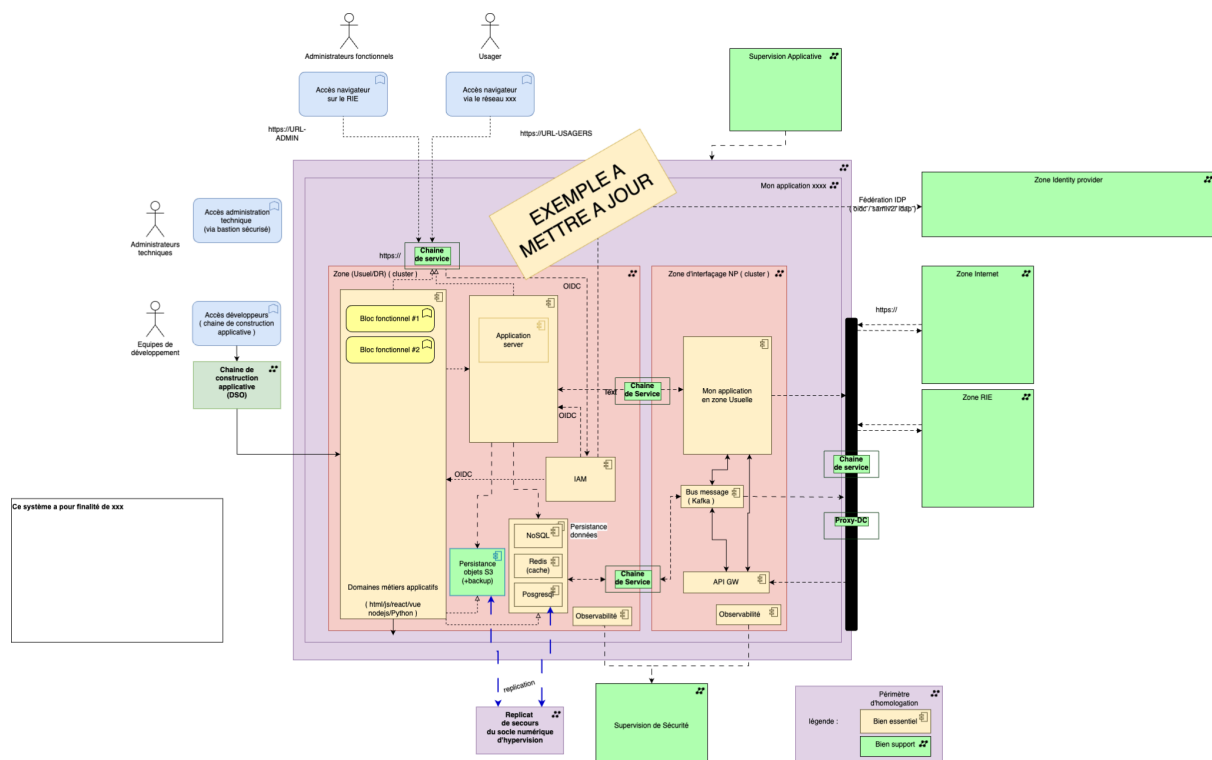 Administrateurs fonctionnels
Usager
Accès navigateur
sur le RIE
Accès navigateur
via le réseau xxx
Supervision Applicative
https://URL-
ADMIN
https://URL-USAGERS
EXEMPLE A
METTRE A JOUR
Mon application xxxx
Zone Identity provider
Fédération IDP
( oidc / samlv2/ ldap )
Accès administration
technique
(via bastion sécurisé)
Administrateurs
techniques
https://
Chaine
de service
Zone (Usuel/DR) ( cluster )
OIDC
Zone d'interfaçage NP ( cluster )
Zone Internet
https://
Accès développeurs
( chaine de construction
applicative )
Equipes de
développement
Chaine de
construction
applicative
(DSO)
Bloc fonctionnel #1
Bloc fonctionnel #2
Application
server
Text
Chaine
de Service
Mon application
en zone Usuelle
Zone RIE
OIDC
OIDC
IAM
Chaine
de service
Bus message
( Kafka )
Proxy-DC
Ce système a pour finalité de xxx
NoSQL
Persistance
données
Persistance
objets S3
(+backup)
Redis
(cache)
Posgresql
Chaine
de Service
API GW
Domaines métiers applicatifs
( html/js/react/vue
nodejs/Python )
Observabilité
Observabilité
replication
Replicat
de secours
du socle numérique
d'hypervision
Supervision de Sécurité
Périmètre
d'homologation
légende :
Bien essentiel
Bien support